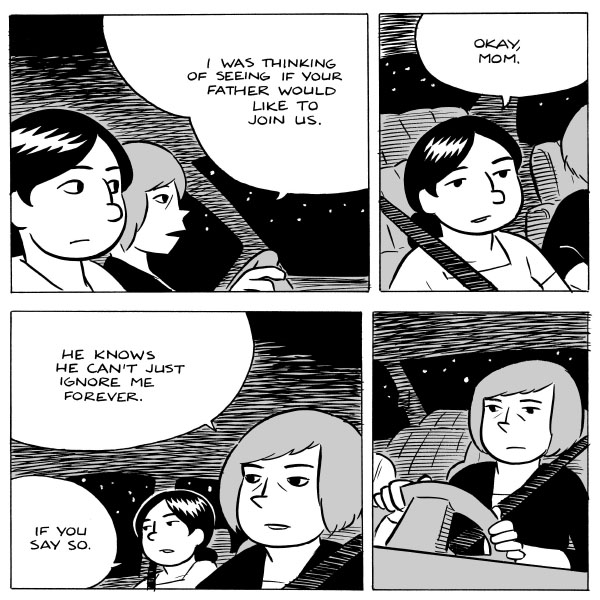 I WAS THINKING
OF SEEING IF YOUR
FATHER WOULD
LIKE TO
JOIN US.
OKAY,
MOM.
HE KNOWS
HE CAN'T JUST
IGNORE ME
FOREVER.
IF YOU
SAY SO.